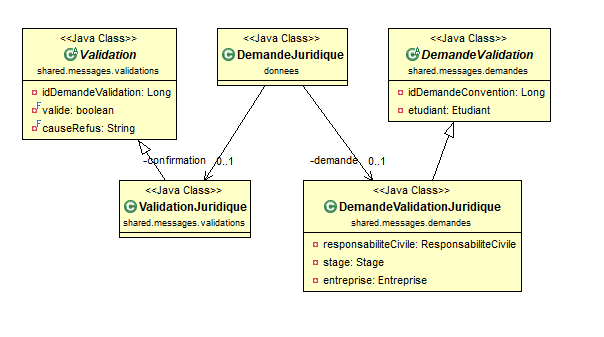 <<Java Class>>
Validation
shared.messages.validations
idDemandeValidation: Long
valide: boolean
causeRefus: String
<<Java Class>>
DemandeJuridique
donnees
<<Java Class>>
DemandeValidation
shared.messages.demandes
idDemandeConvention: Long
etudiant: Etudiant
-confirmation
0..1
-demande
0..1
<<Java Class>>
ValidationJuridique
shared.messages.validations
<<Java Class>>
DemandeValidationJuridique
shared.messages.demandes
responsabiliteCivile: ResponsabiliteCivile
stage: Stage
entreprise: Entreprise